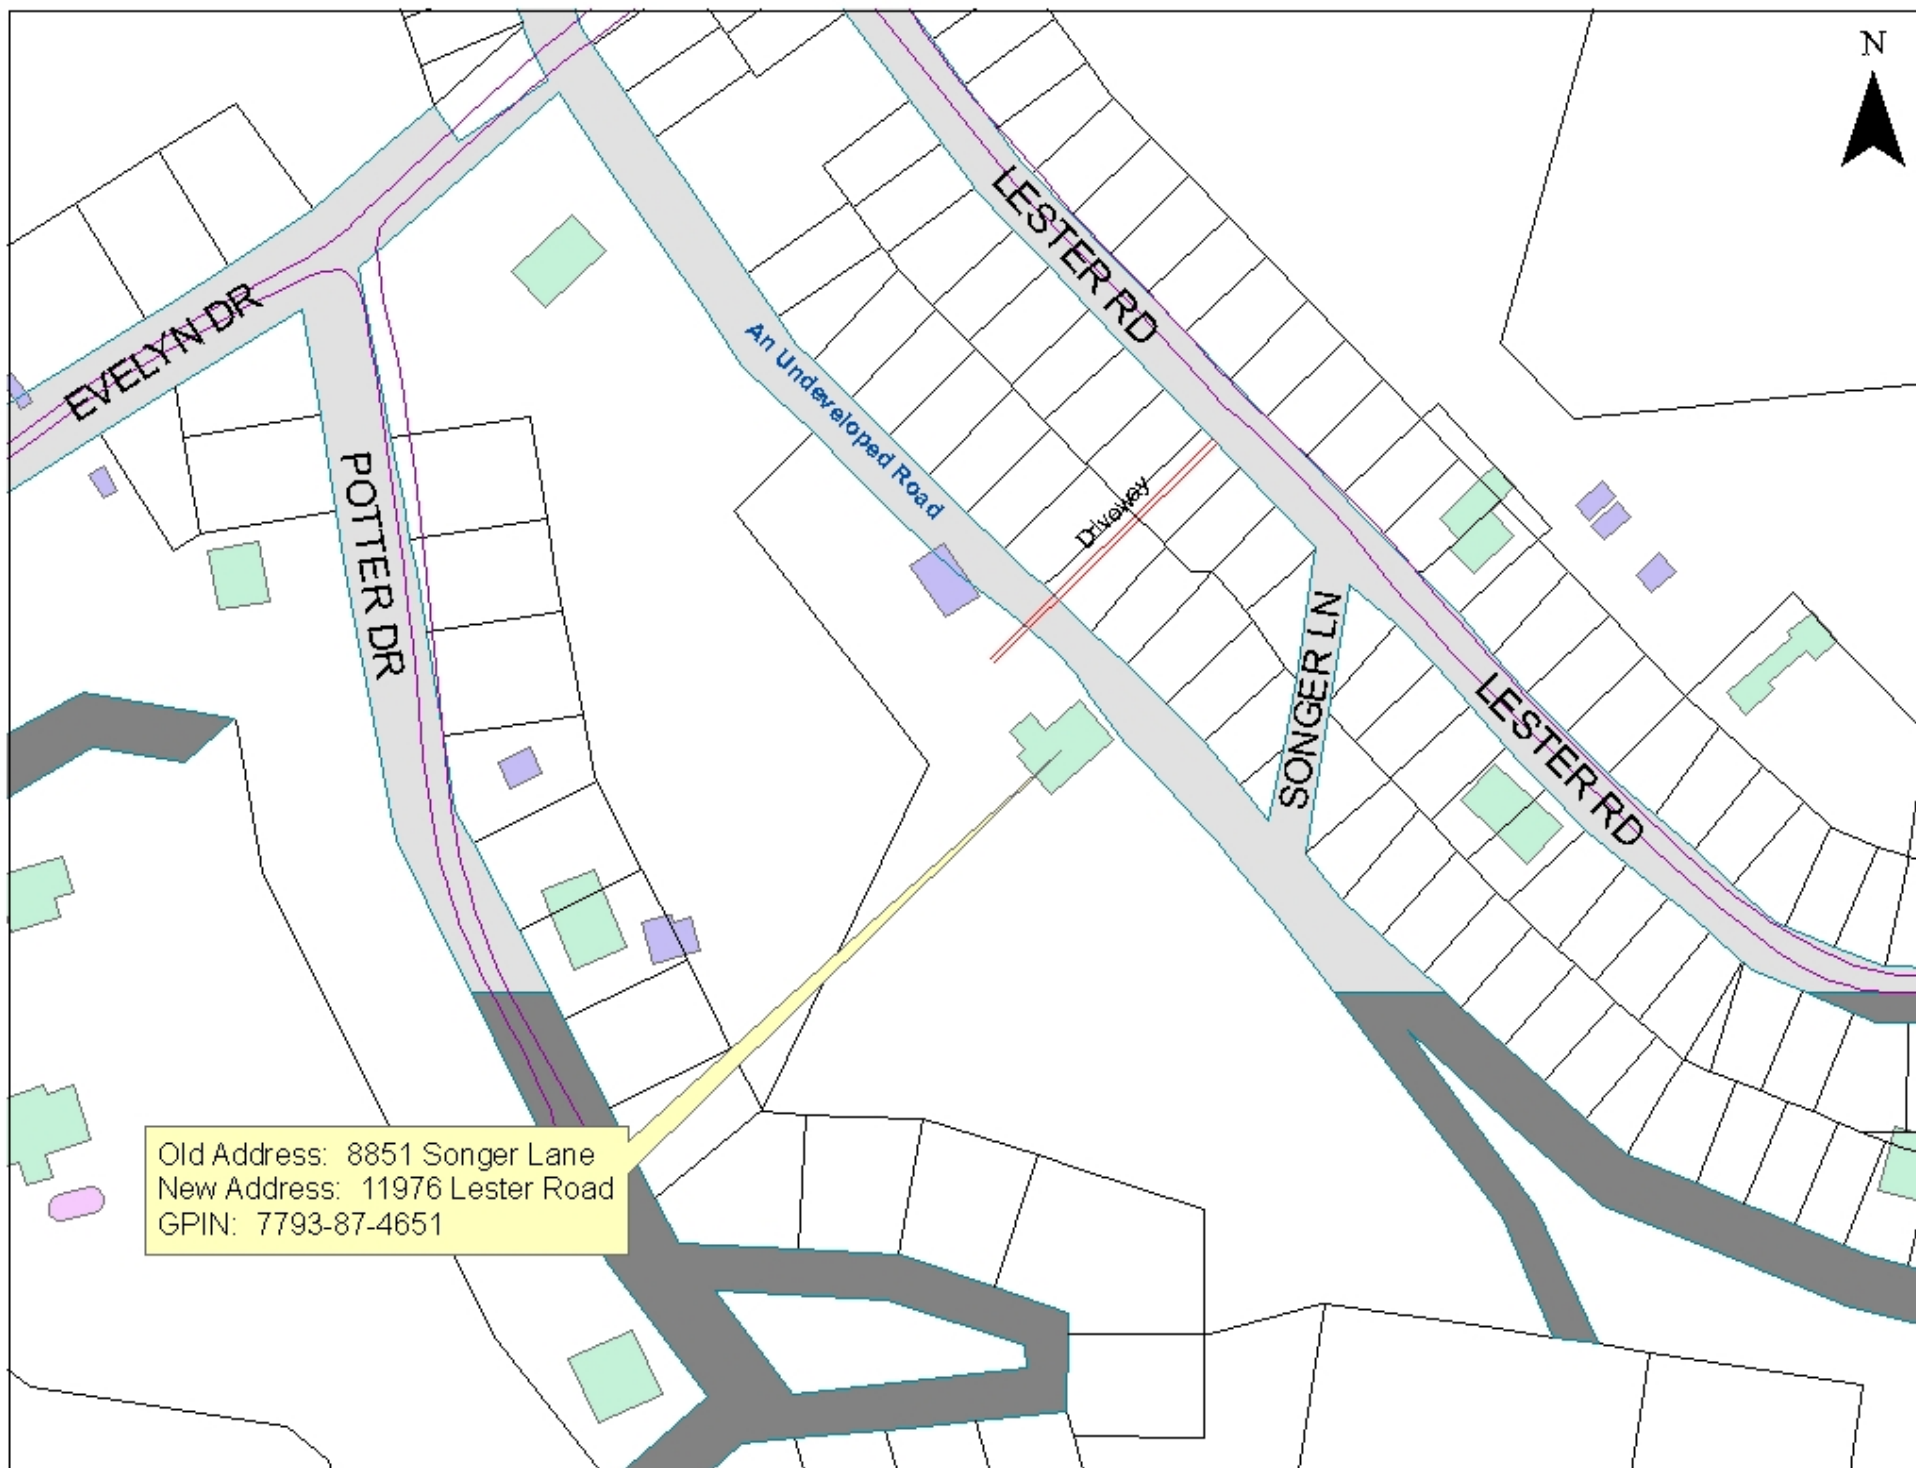 N
LESTER RD
EVELYN DR
An Undeveloped Road
POTTER DR
Driveway
SONGER LN
LESTER RD
Old Address: 8851 Songer Lane
New Address: 11976 Lester Road
GPIN: 7793-87-4651